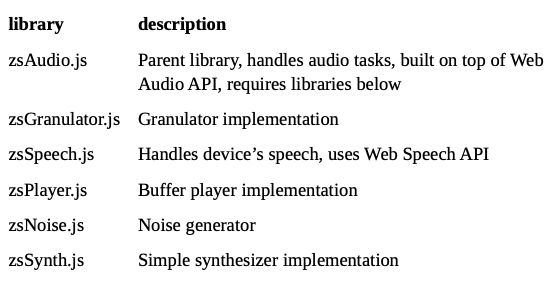 library description
zsAudio.js Parent library, handles audio tasks, built on top of Web
Audio API, requires libraries below
zsGranulator.js Granulator implementation
zsSpeech.js Handles device’s speech, uses Web Speech API
zsPlayer.js Buffer player implementation
zsNoise.js Noise generator
zsSynth.js Simple synthesizer implementation